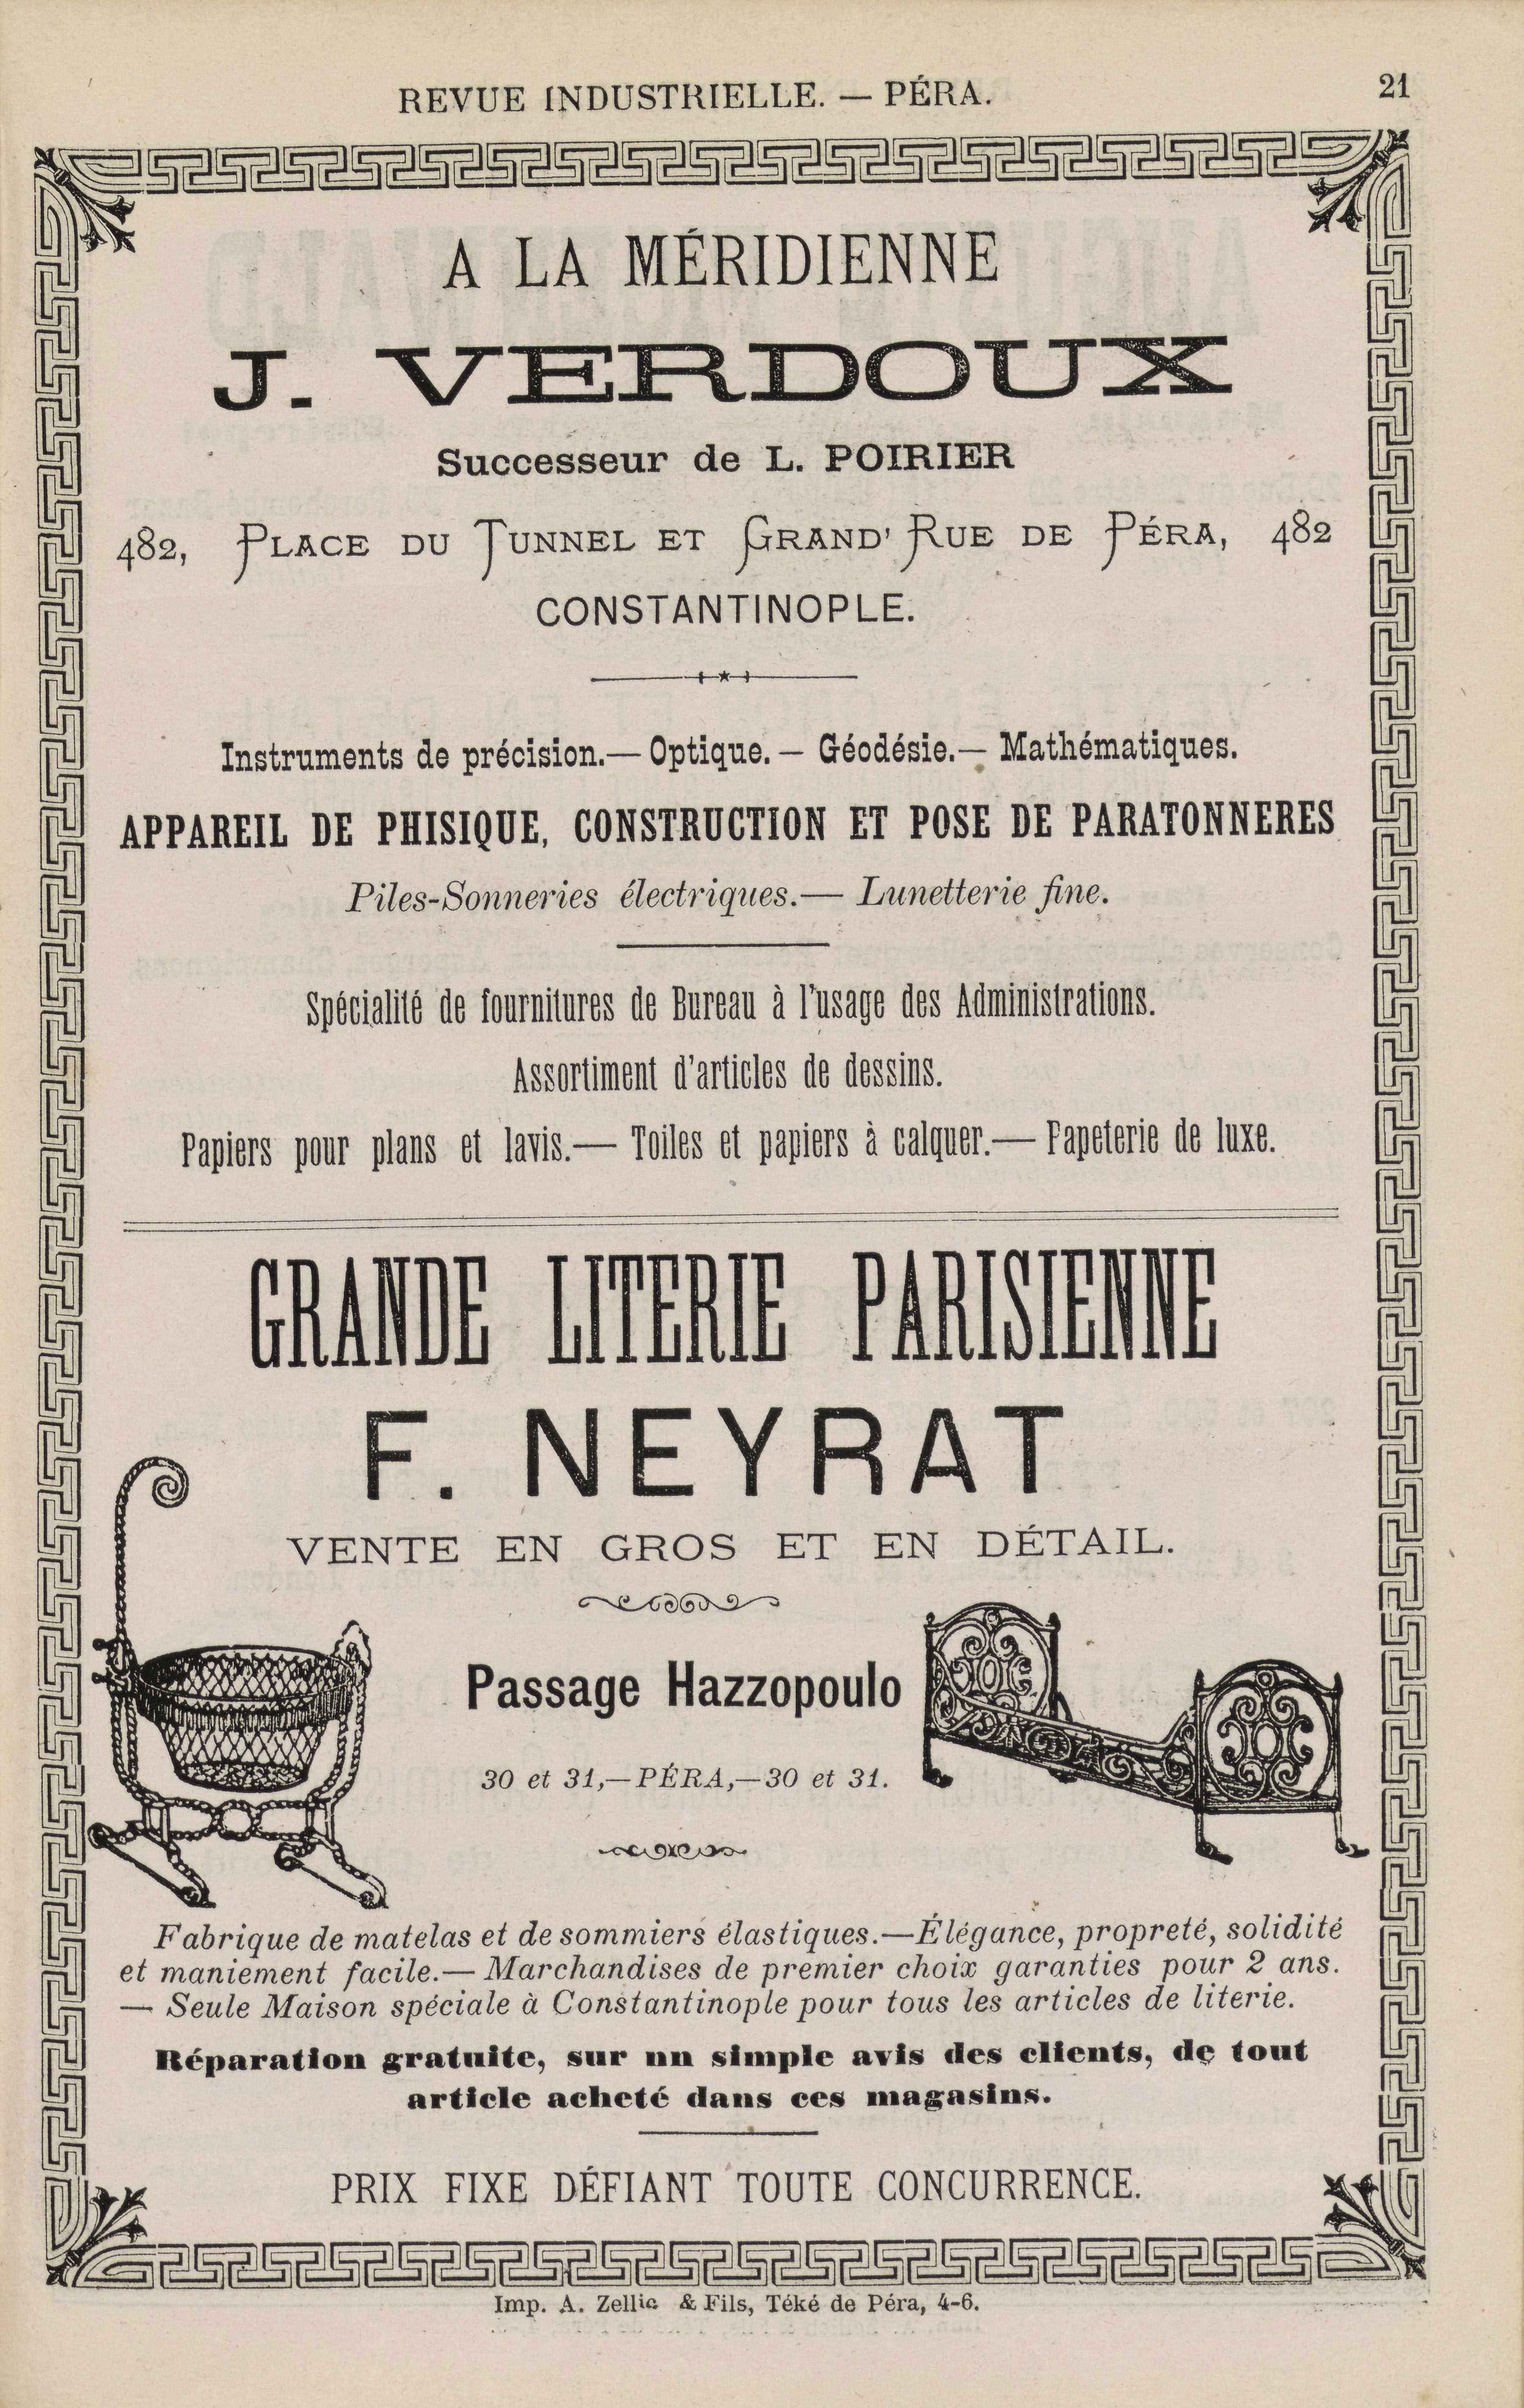 REVUE INDUSTRIELLE. — PÉRA.
21
A LA MÉRIDIENNE
J. VERDOUX
Successeur de L. POIRIER
482, PLACE DU TUNNEL ET GRAND' RUE DE PÉRA, 482
CONSTANTINOPLE.
Instruments de précision.— Optique. — Géodésie.— Mathématiques.
APPAREIL DE PHISIQUE, CONSTRUCTION ET POSE DE PARATONNERES
Piles-Sonneries électriques.— Lunetterie fine.
Spécialité de fournitures de Bureau à l'usage des Administrations.
Assortiment d'articles de dessins.
Papiers pour plans et lavis.— Toiles et papiers à calquer.— Papeterie de luxe.
GRANDE LITERIE PARISIENNE
F. NEYRAT
VENTE EN GROS ET EN DÉTAIL.
Passage Hazzopoulo
30 et 31,—PÉRA,—30 et 31.
Fabrique de matelas et de sommiers élastiques.—Élégance, propreté, solidité
et maniement facile.— Marchandises de premier choix garanties pour 2 ans.
— Seule Maison spéciale à Constantinople pour tous les articles de literie.
Réparation gratuite, sur un simple avis des clients, de tout
article acheté dans ces magasins.
PRIX FIXE DÉFIANT TOUTE CONCURRENCE.
Imp. A. Zellic & Fils, Téké de Péra, 4-6.